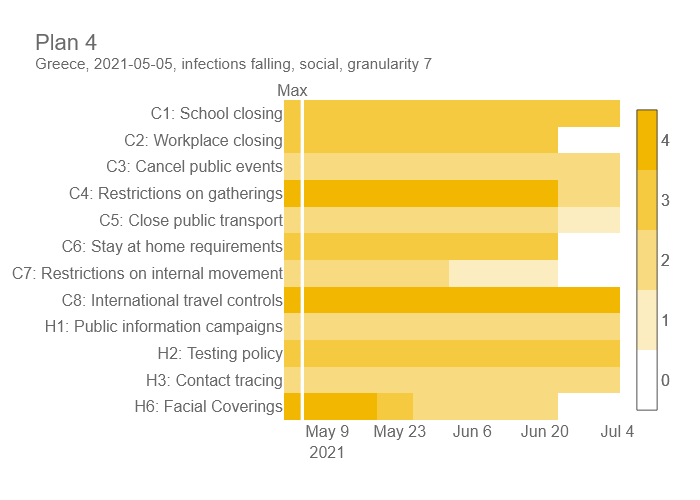 Plan 4
Greece, 2021-05-05, infections falling, social, granularity 7
Max
C1: School closing
C2: Workplace closing
C3: Cancel public events
C4: Restrictions on gatherings
C5: Close public transport
C6: Stay at home requirements
C7: Restrictions on internal movement
C8: International travel controls
H1: Public information campaigns
H2: Testing policy
H3: Contact tracing
H6: Facial Coverings
4
3
2
1
0
May 9 May 23 Jun 6 Jun 20 Jul 4
2021